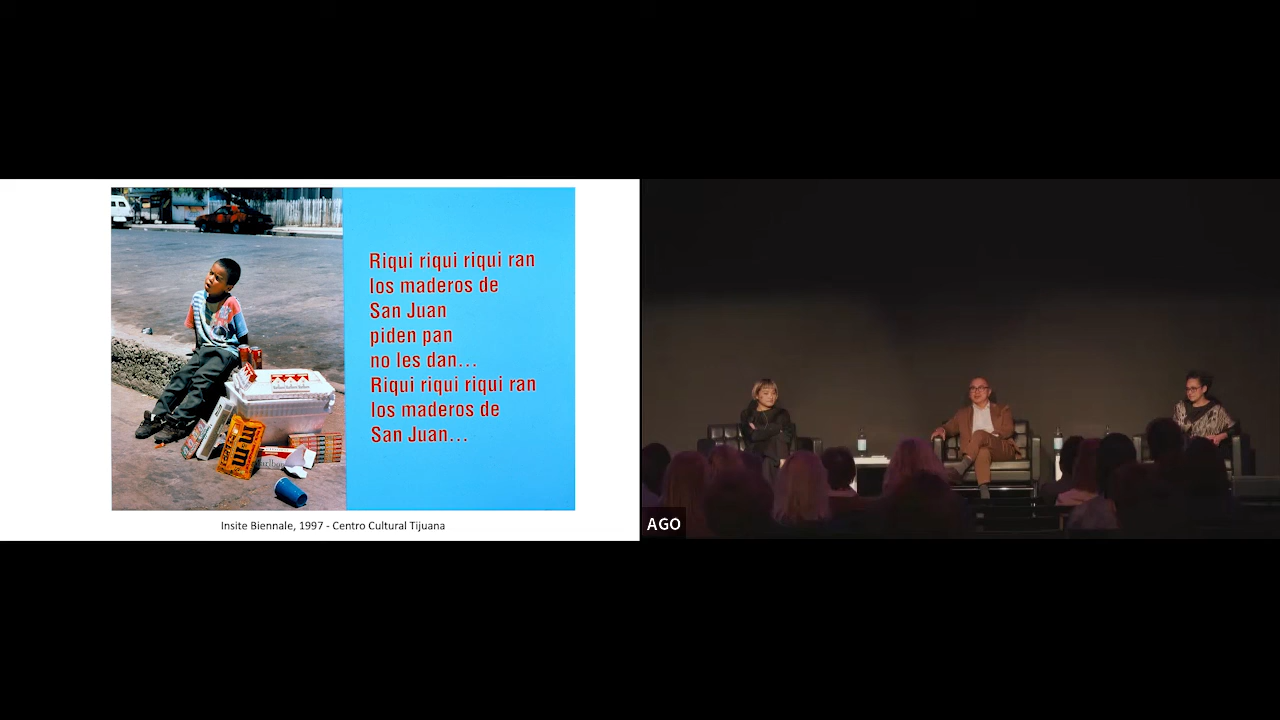 Riqui riqui riqui ran
los maderos de
San Juan
piden pan
no les dan...
Riqui riqui riqui ran
los maderos de
San Juan...
m&m's
Marlboro
Insite Biennale, 1997 - Centro Cultural Tijuana
AGO